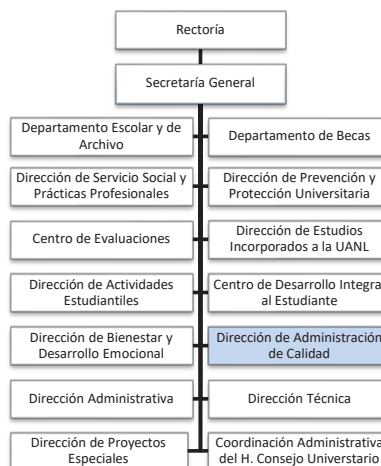 Rectoría
Secretaría General
Departamento Escolar y de
Archivo
Departamento de Becas
Dirección de Servicio Social y
Prácticas Profesionales
Dirección de Prevención y
Protección Universitaria
Centro de Evaluaciones
Dirección de Estudios
Incorporados a la UANL
Dirección de Actividades
Estudiantiles
Centro de Desarrollo Integral
al Estudiante
Dirección de Bienestar y
Desarrollo Emocional
Dirección de Administración
de Calidad
Dirección Administrativa
Dirección Técnica
Dirección de Proyectos
Especiales
Coordinación Administrativa
del H. Consejo Universtario